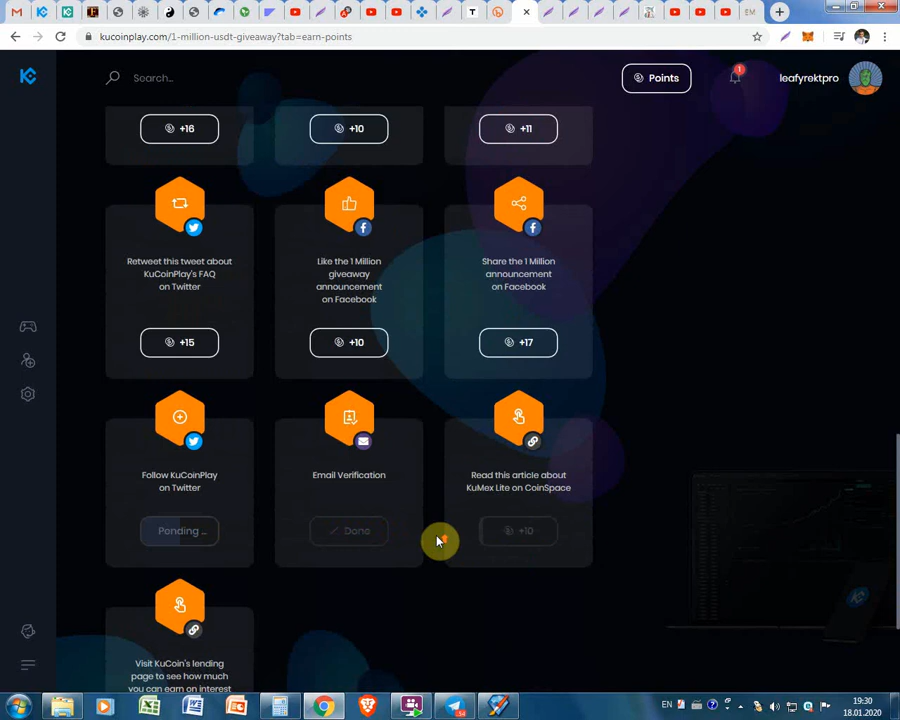 kucoinplay.com/1-million-usdt-giveaway?tab=earn-points
Search...
Points
1
leafyrektpro
+16
+10
+11
Retweet this tweet about
KuCoinPlay's FAQ
on Twitter
+15
Like the 1 Million
giveaway
announcement
on Facebook
+10
Share the 1 Million
announcement
on Facebook
+17
Follow KuCoinPlay
on Twitter
Pending ...
Email Verification
Done
Read this article about
KuMex Lite on CoinSpace
+10
Visit KuCoin's lending
page to see how much
you can earn on interest
EN
19:30
18.01.2020